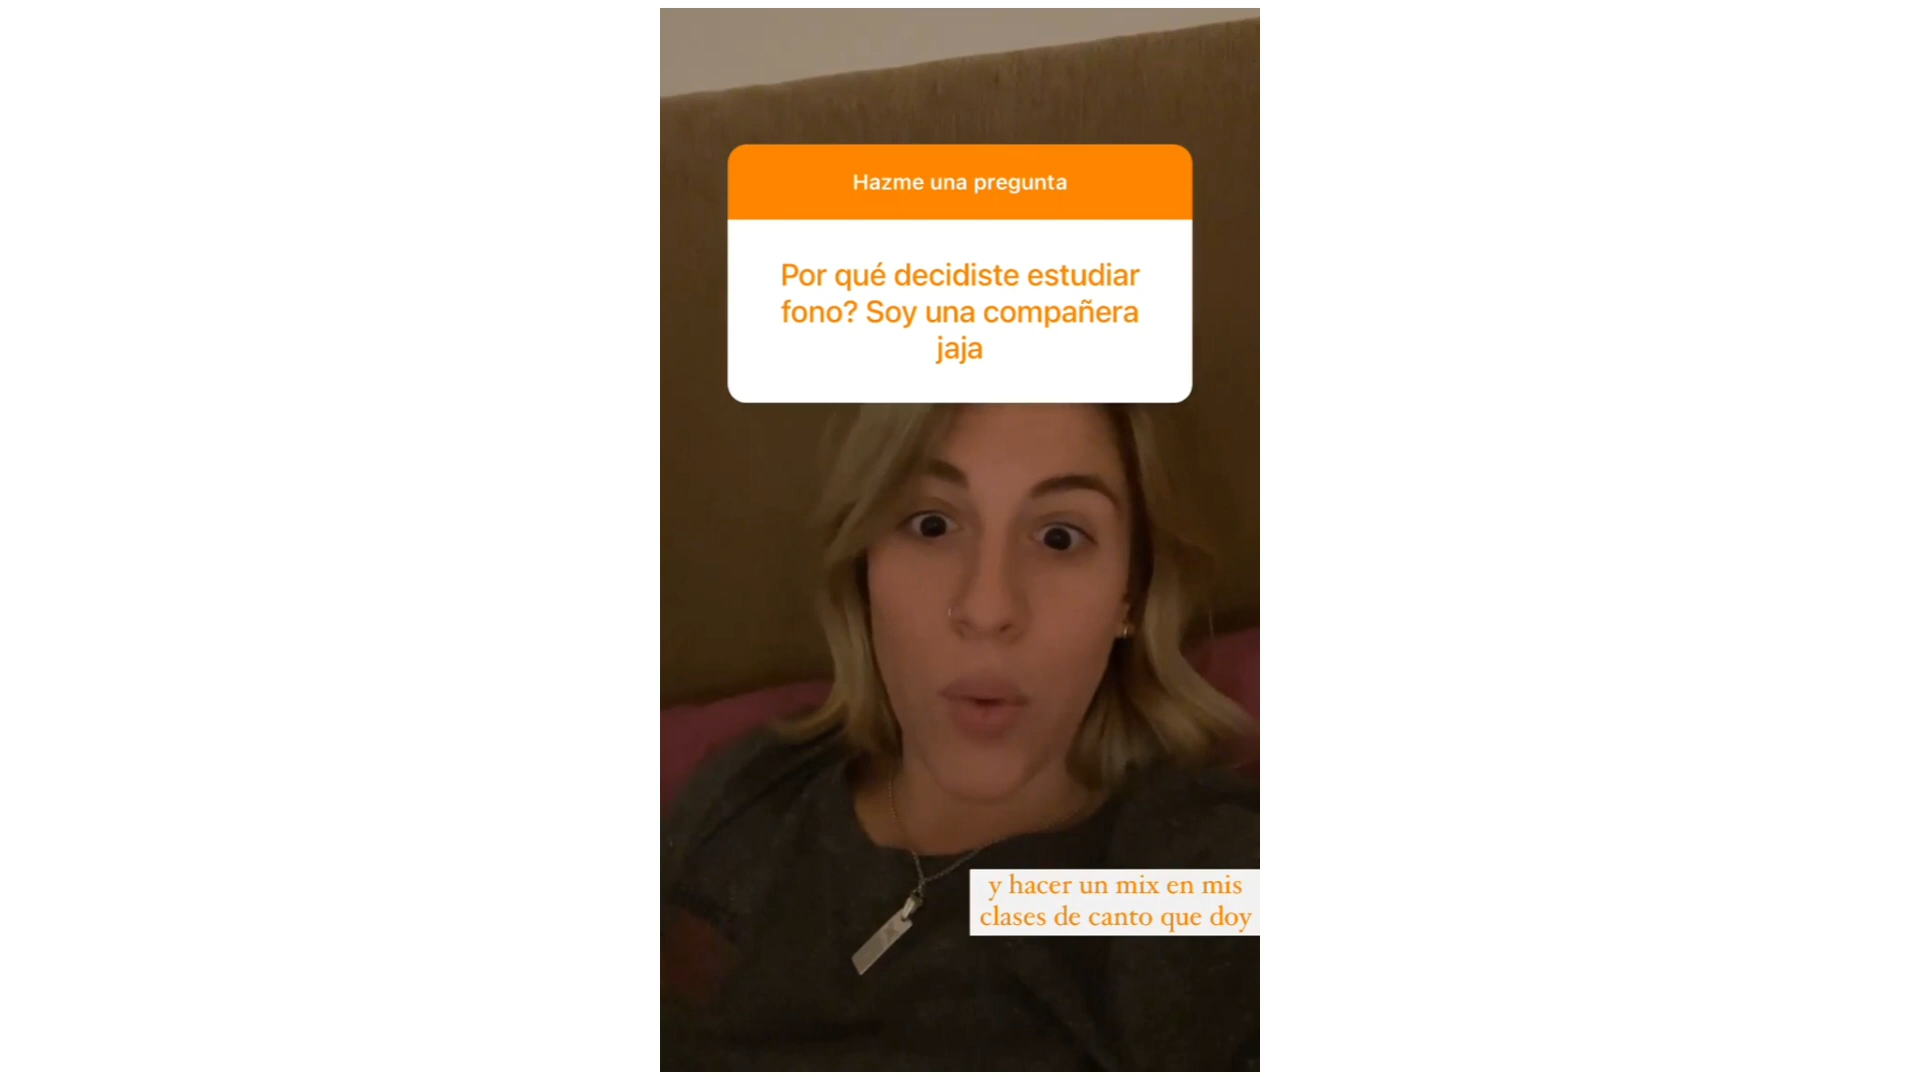 Hazme una pregunta
Por qué decidiste estudiar
fono? Soy una compañera
jaja
y hacer un mix en mis
clases de canto que doy